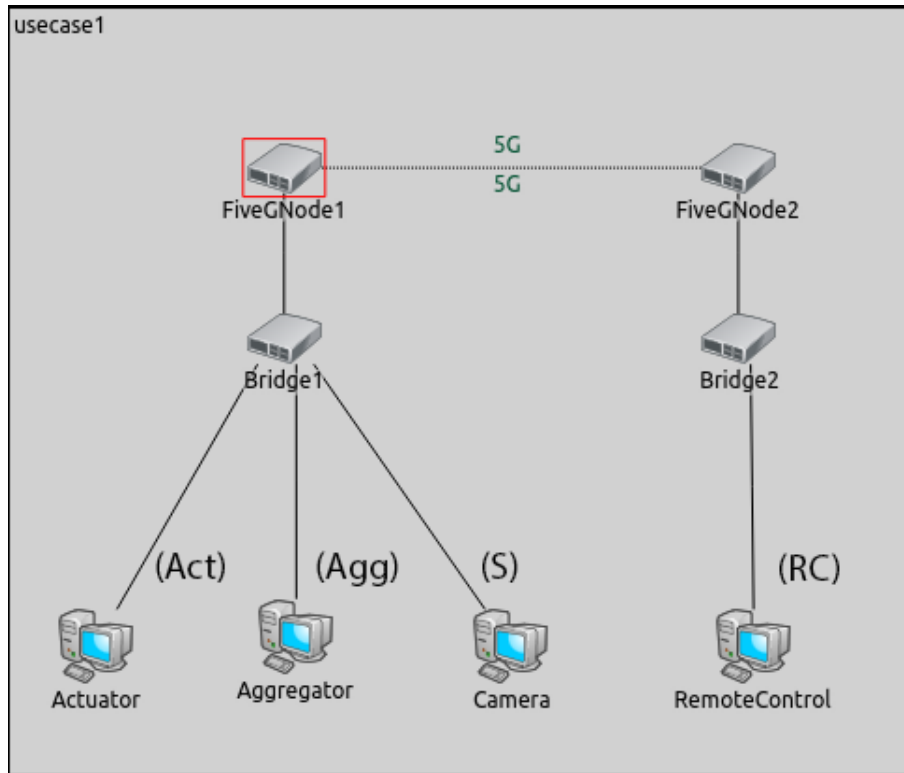 usecase1
5G
5G
FiveGNode1
FiveGNode2
Bridge1
Bridge2
(Act)
(Agg)
(S)
(RC)
Actuator
Aggregator
Camera
RemoteControl